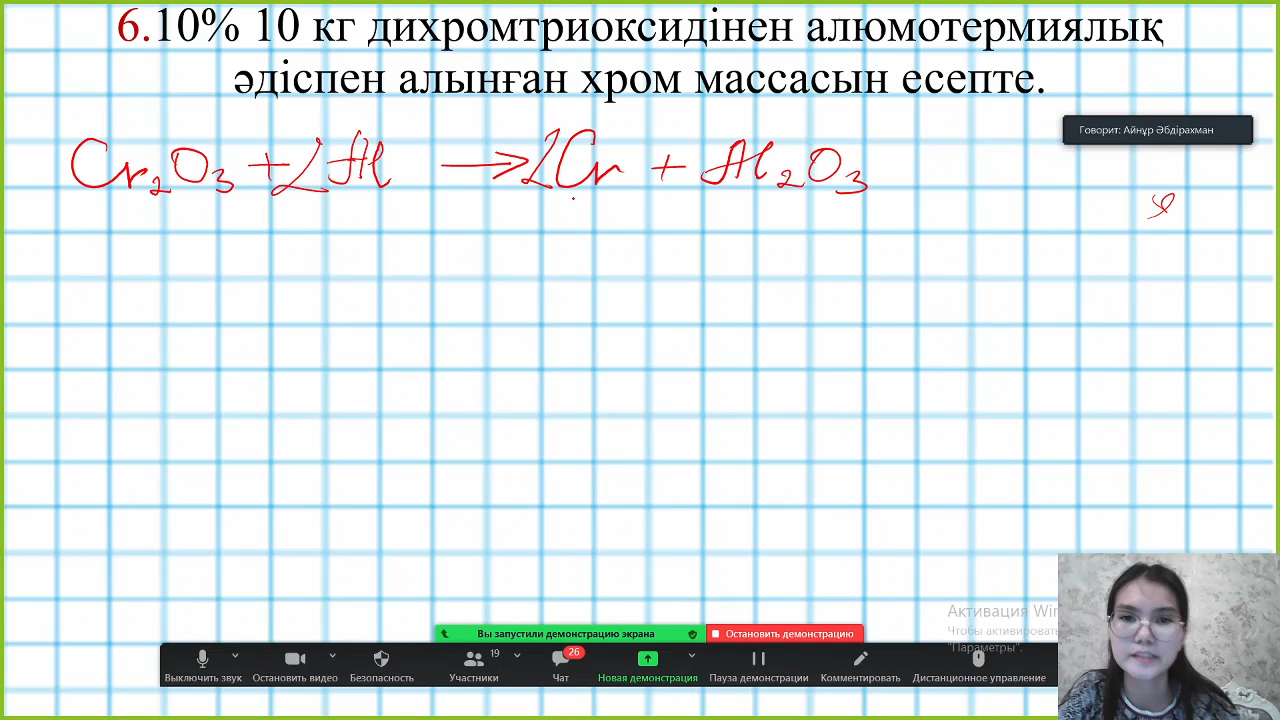 6.10% 10 кг дихромтриоксидінен алюмотермиялық
әдіспен алынған хром массасын есепте.
Говорит: Айнұр Әбдірахман
Cr₂O₃ + 2Al → 2Cr + Al₂O₃
Активация Win
Чтобы активировать
"Параметры".
Вы запустили демонстрацию экрана
Остановить демонстрацию
19
26
Выключить звук
Остановить видео
Безопасность
Участники
Чат
Новая демонстрация
Пауза демонстрации
Комментировать
Дистанционное управление